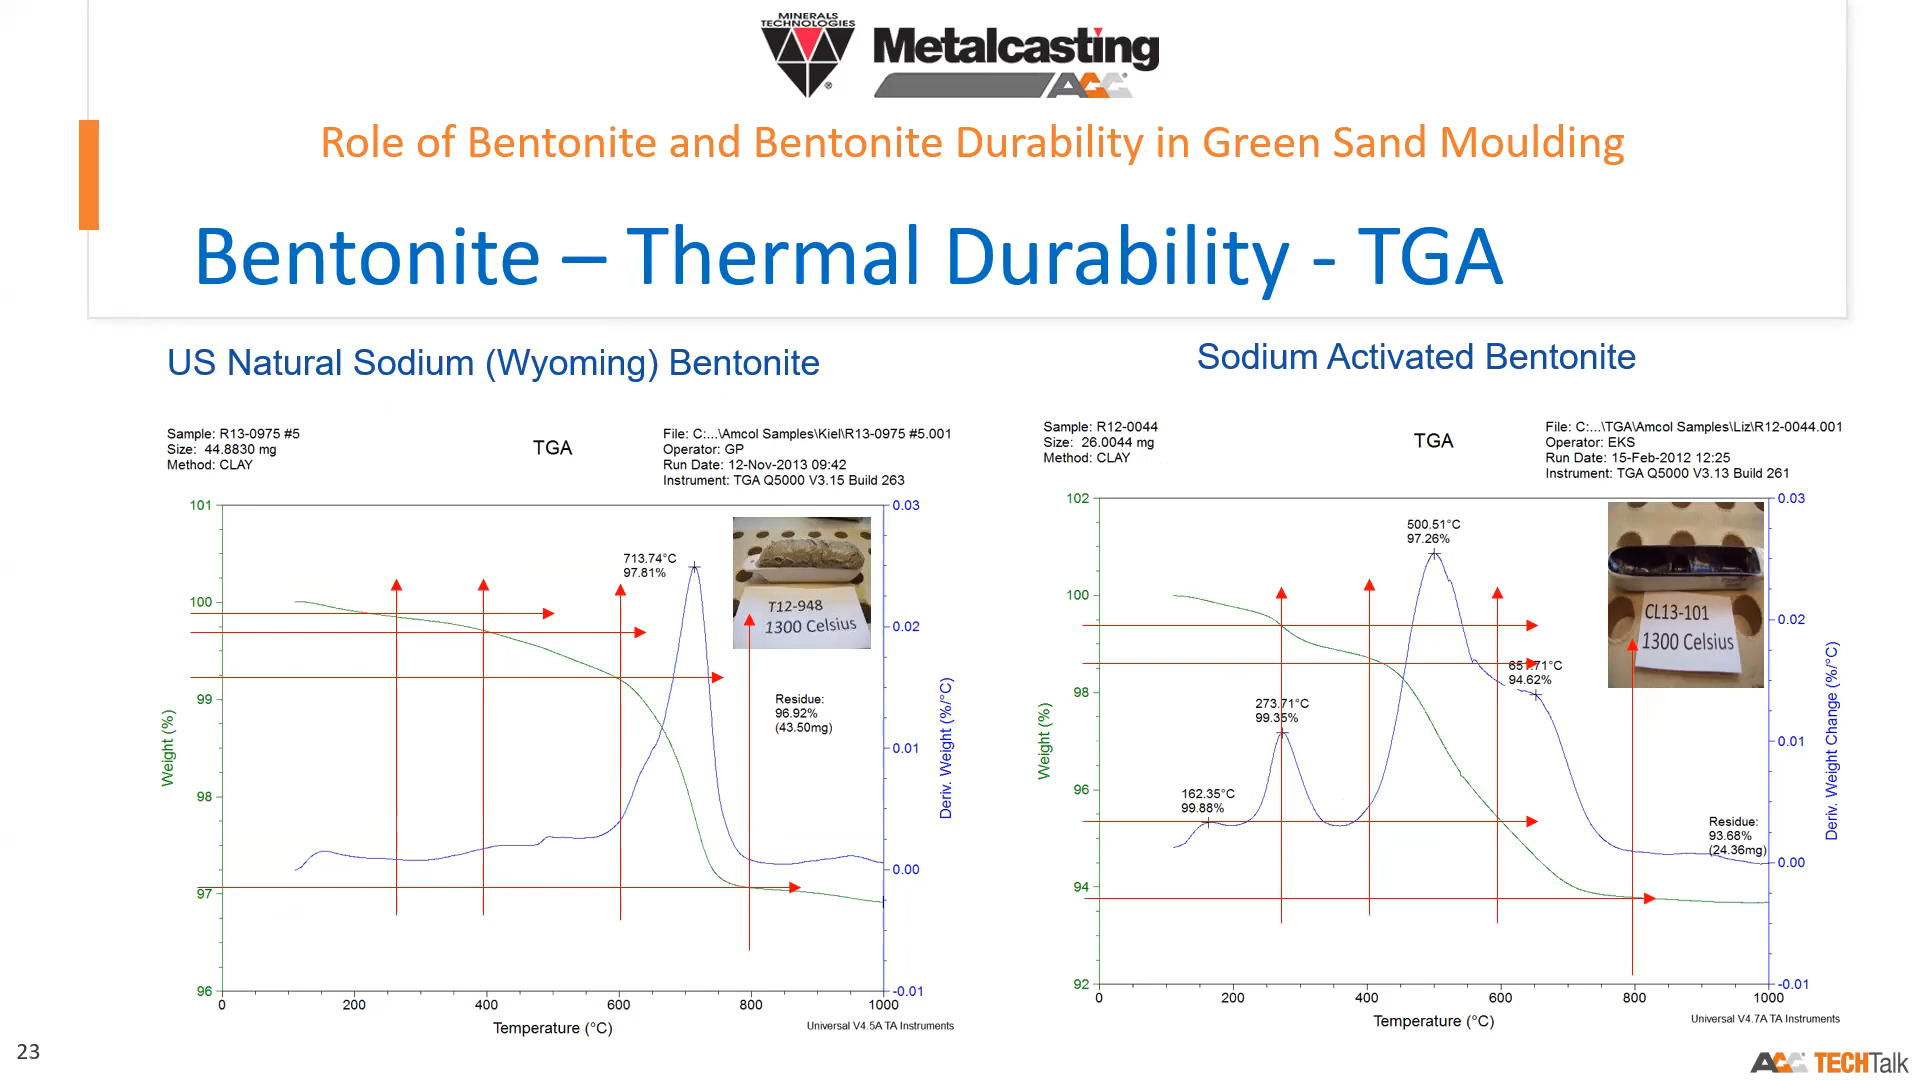 MINERALS
TECHNOLOGIES
Metalcasting
ACC
Role of Bentonite and Bentonite Durability in Green Sand Moulding
Bentonite – Thermal Durability - TGA
US Natural Sodium (Wyoming) Bentonite
Sample: R13-0975 #5
Size: 44.8830 mg
Method: CLAY
TGA
File: C:...\Amcol Samples\Kiel\R13-0975 #5.001
Operator: GP
Run Date: 12-Nov-2013 09:42
Instrument: TGA Q5000 V3.15 Build 263
101
100
99
98
97
96
Weight (%)
713.74°C
97.81%
T12-948
1300 Celsius
Residue:
96.92%
(43.50mg)
0.03
0.02
0.01
0.00
-0.01
Deriv. Weight (%/°C)
0 200 400 600 800 1000
Temperature (°C)
Universal V4.5A TA Instruments
Sodium Activated Bentonite
Sample: R12-0044
Size: 26.0044 mg
Method: CLAY
TGA
File: C:...\TGA\Amcol Samples\Liz\R12-0044.001
Operator: EKS
Run Date: 15-Feb-2012 12:25
Instrument: TGA Q5000 V3.13 Build 261
102
100
98
96
94
92
Weight (%)
162.35°C
99.88%
273.71°C
99.35%
500.51°C
97.26%
651.71°C
94.62%
CL13-101
1300 Celsius
Residue:
93.68%
(24.36mg)
0.03
0.02
0.01
0.00
-0.01
Deriv. Weight Change (%/°C)
0 200 400 600 800 1000
Temperature (°C)
Universal V4.7A TA Instruments
23
ACC TECHTalk